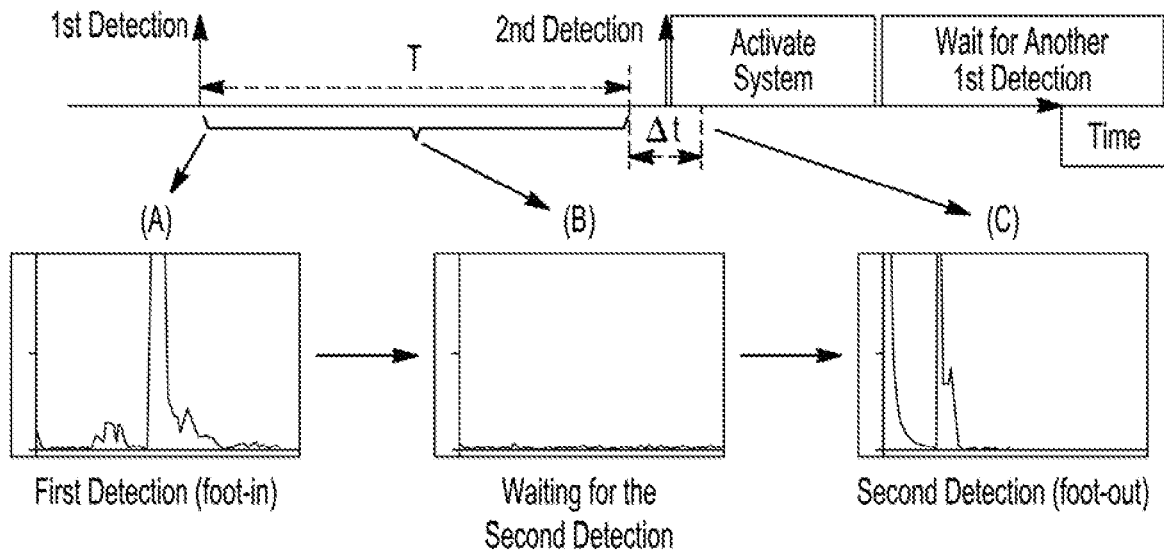 1st Detection
T
2nd Detection
Activate
System
Wait for Another
1st Detection
Δ t
Time
(A)
(B)
(C)
First Detection (foot-in)
Waiting for the
Second Detection
Second Detection (foot-out)